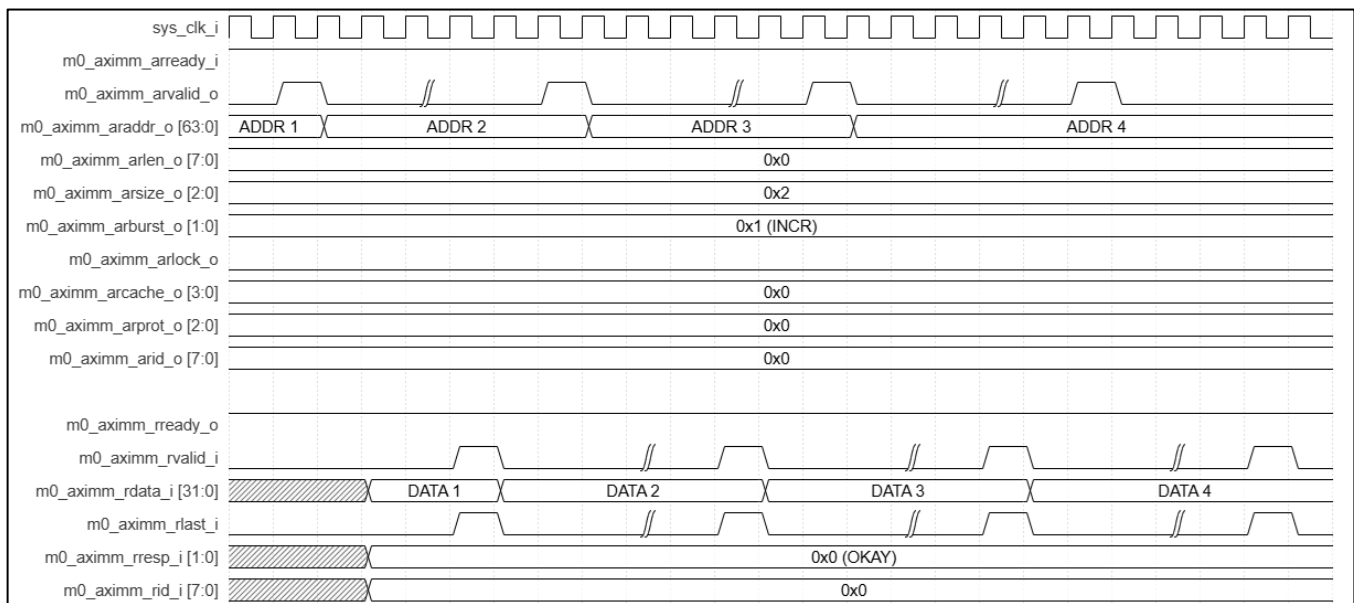 sys_clk_i
m0_aximm_arready_i
m0_aximm_arvalid_o
m0_aximm_araddr_o [63:0] ADDR 1 ADDR 2 ADDR 3 ADDR 4
m0_aximm_arlen_o [7:0] 0x0
m0_aximm_arsize_o [2:0] 0x2
m0_aximm_arburst_o [1:0] 0x1 (INCR)
m0_aximm_arlock_o
m0_aximm_arcache_o [3:0] 0x0
m0_aximm_arprot_o [2:0] 0x0
m0_aximm_arid_o [7:0] 0x0
m0_aximm_rready_o
m0_aximm_rvalid_i
m0_aximm_rdata_i [31:0] DATA 1 DATA 2 DATA 3 DATA 4
m0_aximm_rlast_i
m0_aximm_rresp_i [1:0] 0x0 (OKAY)
m0_aximm_rid_i [7:0] 0x0